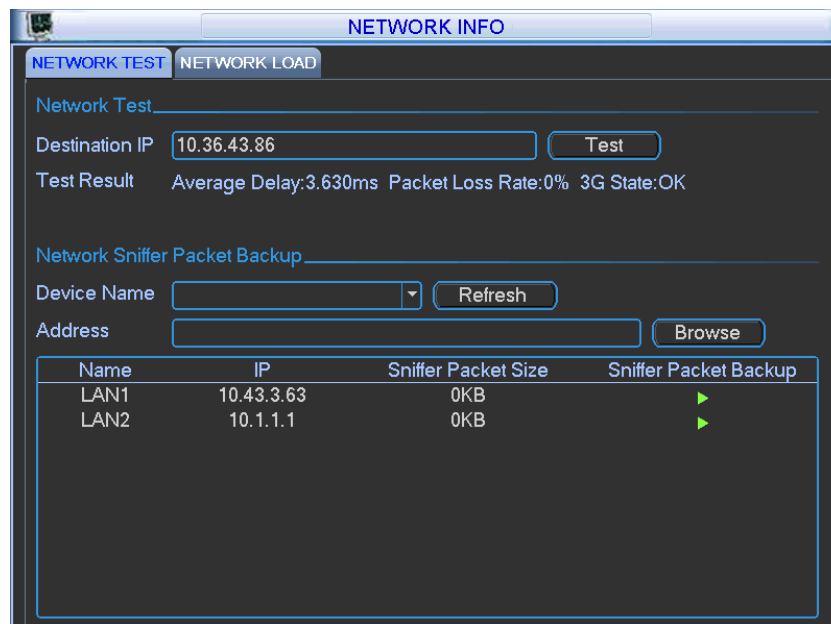 NETWORK INFO
NETWORK TEST NETWORK LOAD
Network Test
Destination IP 10.36.43.86 Test
Test Result Average Delay:3.630ms Packet Loss Rate:0% 3G State:OK
Network Sniffer Packet Backup
Device Name Refresh
Address Browse
Name IP Sniffer Packet Size Sniffer Packet Backup
LAN1 10.43.3.63 0KB
LAN2 10.1.1.1 0KB